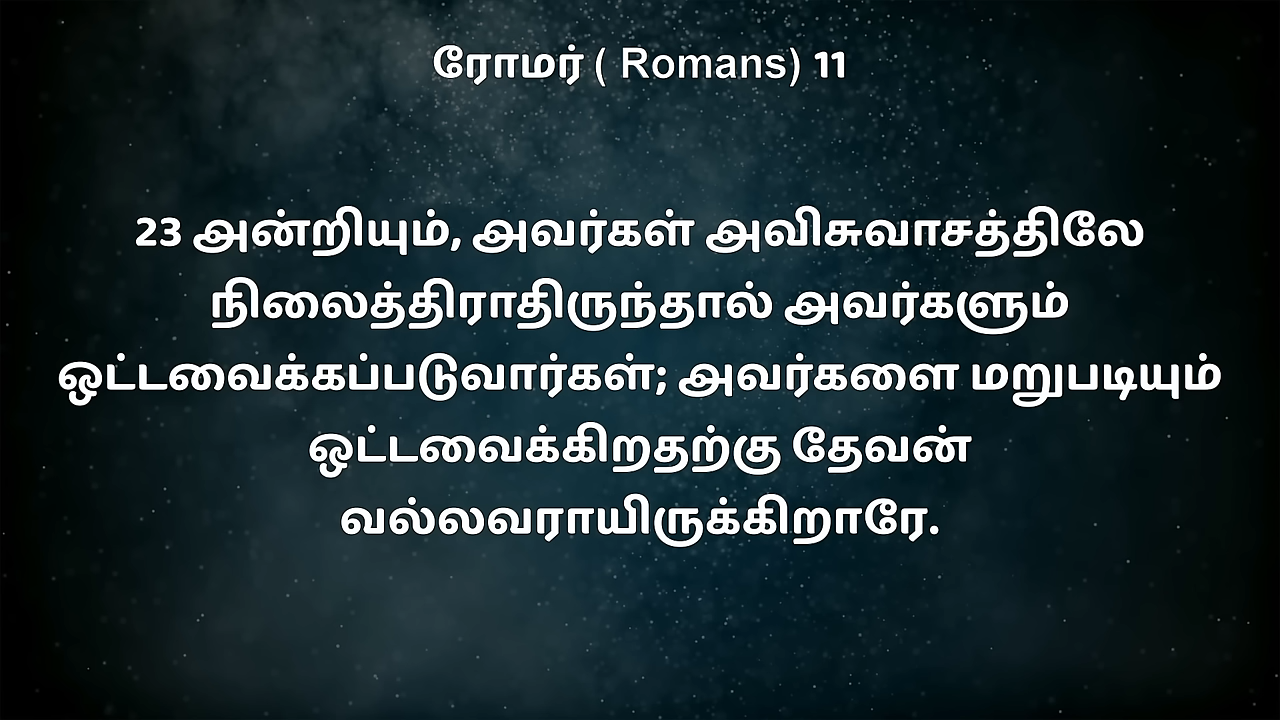 ரோமர் ( Romans) 11
23 அன்றியும், அவர்கள் அவிசுவாசத்திலே
நிலைத்திராதிருந்தால் அவர்களும்
ஒட்டவைக்கப்படுவார்கள்; அவர்களை மறுபடியும்
ஒட்டவைக்கிறதற்கு தேவன்
வல்லவராயிருக்கிறாரே.